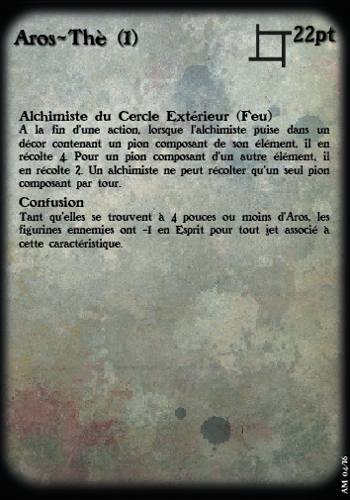 Aros~Thè (1)
22pt
Alchimiste du Cercle Extérieur (Feu)
A la fin d'une action, lorsque l'alchimiste puise dans un
décor contenant un pion composant de son élément, il en
récolte 4. Pour un pion composant d'un autre élément, il
en récolte 2. Un alchimiste ne peut récolter qu'un seul pion
composant par tour.
Confusion
Tant qu'elles se trouvent à 4 pouces ou moins d'Aros, les
figurines ennemies ont -1 en Esprit pour tout jet associé à
cette caractéristique.
AM 04/16